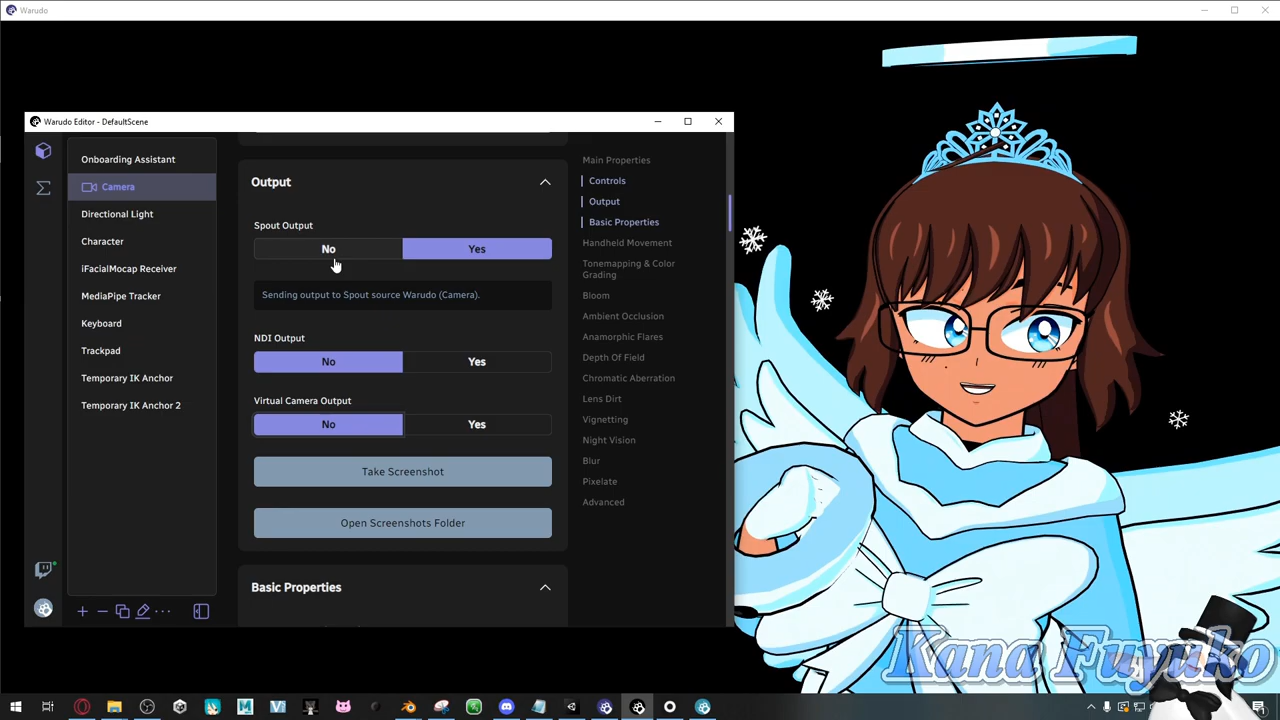 Warudo
Warudo Editor - DefaultScene
Onboarding Assistant
Camera
Directional Light
Character
iFacialMocap Receiver
MediaPipe Tracker
Keyboard
Trackpad
Temporary IK Anchor
Temporary IK Anchor 2
Output
Spout Output
No
Yes
Sending output to Spout source Warudo (Camera).
NDI Output
No
Yes
Virtual Camera Output
No
Yes
Take Screenshot
Open Screenshots Folder
Basic Properties
Main Properties
Controls
Output
Basic Properties
Handheld Movement
Tonemapping & Color
Grading
Bloom
Ambient Occlusion
Anamorphic Flares
Depth Of Field
Chromatic Aberration
Lens Dirt
Vignetting
Night Vision
Blur
Pixelate
Advanced
Kana Fuyuko